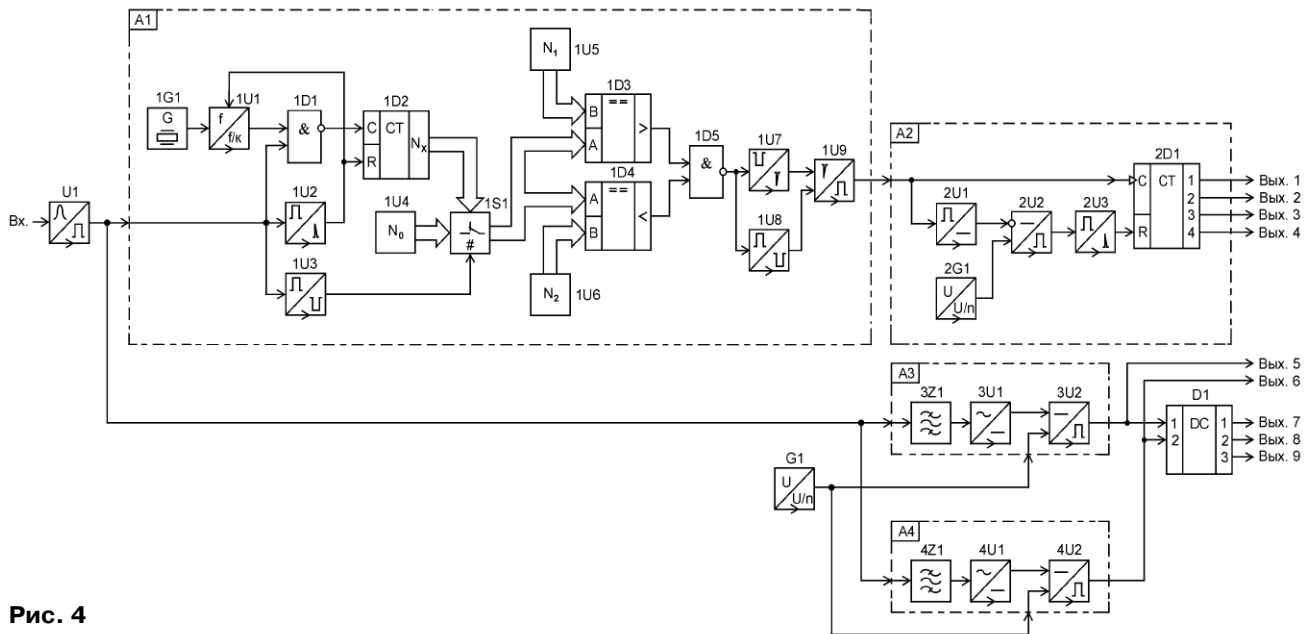 A1
N₁ 1U5
1G1 1U1 1D1 1D2 1D3
G f f/к & C CT R Nₓ B == A >
1D5 1U7 1U9
&
A2
2D1
1D4
A == B <
U1
1U2 1U4 1S1 1U8
Вх.
N₀ #
2U1 2U2 2U3 C CT R 1 2 3 4
Вых. 1
Вых. 2
Вых. 3
Вых. 4
1U3
N₂ 1U6
2G1
U U/n
Вых. 5
Вых. 6
A3
3Z1 3U1 3U2
D1
1 2 DC 1 2 3
Вых. 7
Вых. 8
Вых. 9
G1
U U/n
A4
4Z1 4U1 4U2
Рис. 4